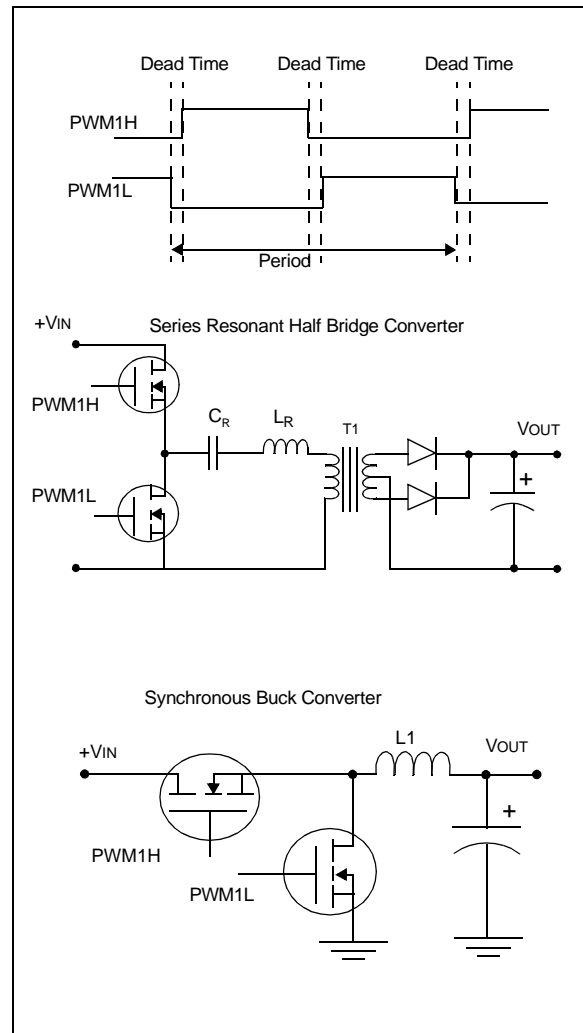 Dead Time Dead Time Dead Time
PWM1H
PWM1L
Period
Series Resonant Half Bridge Converter
+VIN
PWM1H
CR LR T1
VOUT
+
PWM1L
Synchronous Buck Converter
+VIN L1 VOUT
+
PWM1H
PWM1L